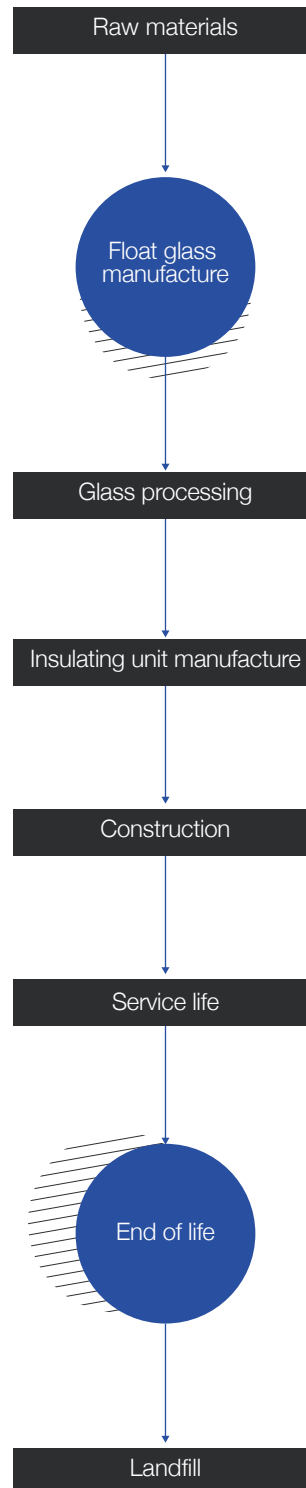 Raw materials
Float glass
manufacture
Glass processing
Insulating unit manufacture
Construction
Service life
End of life
Landfill